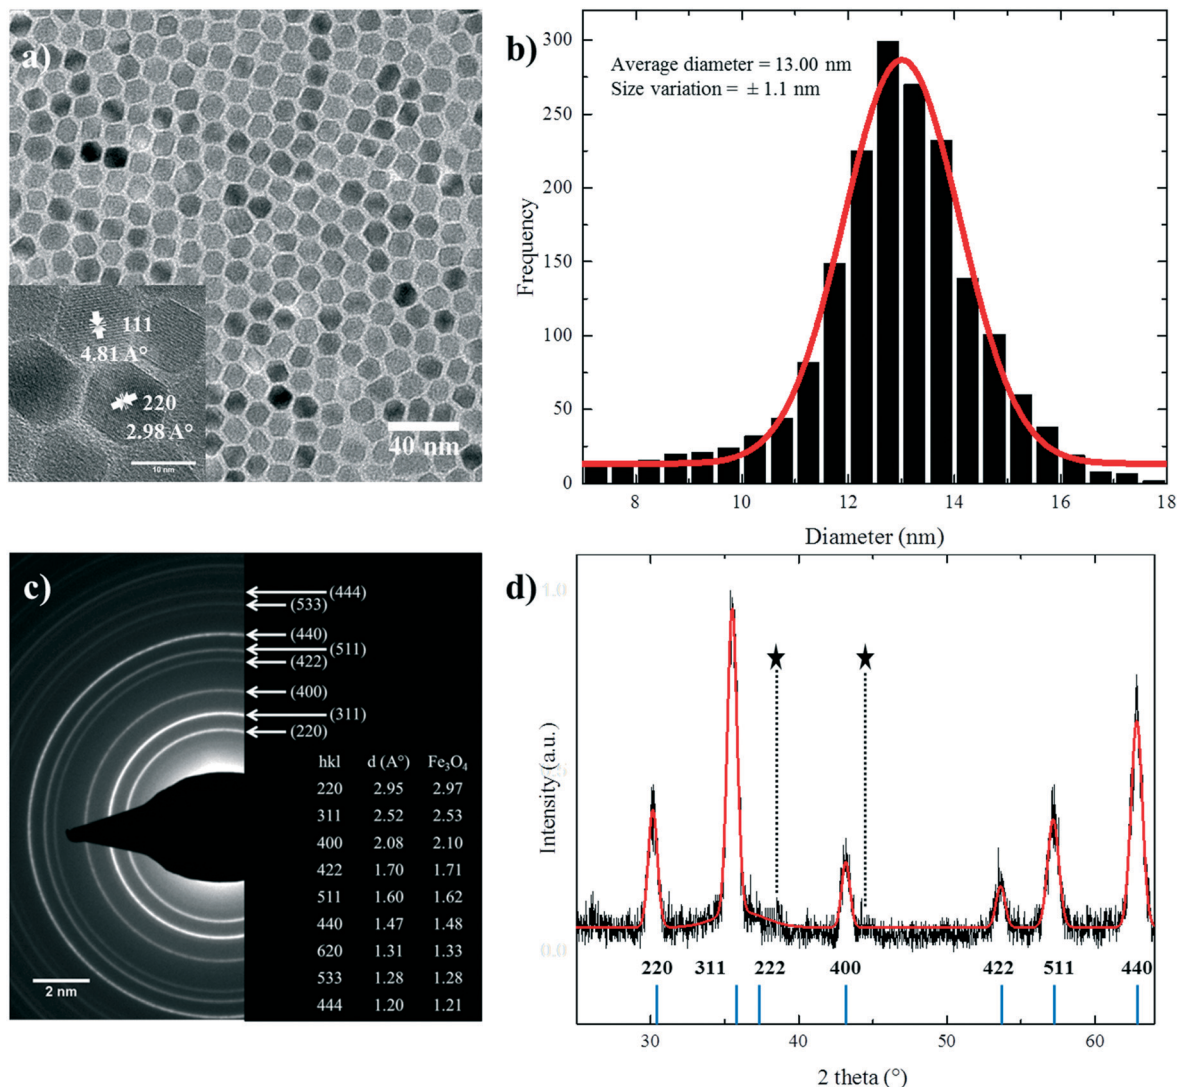 a)
111
4.81 A°
220
2.98 A°
10 nm
40 nm
b)
Average diameter = 13.00 nm
Size variation = ± 1.1 nm
Frequency
300
250
200
150
100
50
0
8 10 12 14 16 18
Diameter (nm)
c)
(444)
(533)
(440)
(511)
(422)
(400)
(311)
(220)
hkl d (A°) Fe₃O₄
220 2.95 2.97
311 2.52 2.53
400 2.08 2.10
422 1.70 1.71
511 1.60 1.62
440 1.47 1.48
620 1.31 1.33
533 1.28 1.28
444 1.20 1.21
2 nm
d)
1.0
0.5
0.0
Intensity (a.u.)
220 311 222 400 422 511 440
30 40 50 60
2 theta (°)